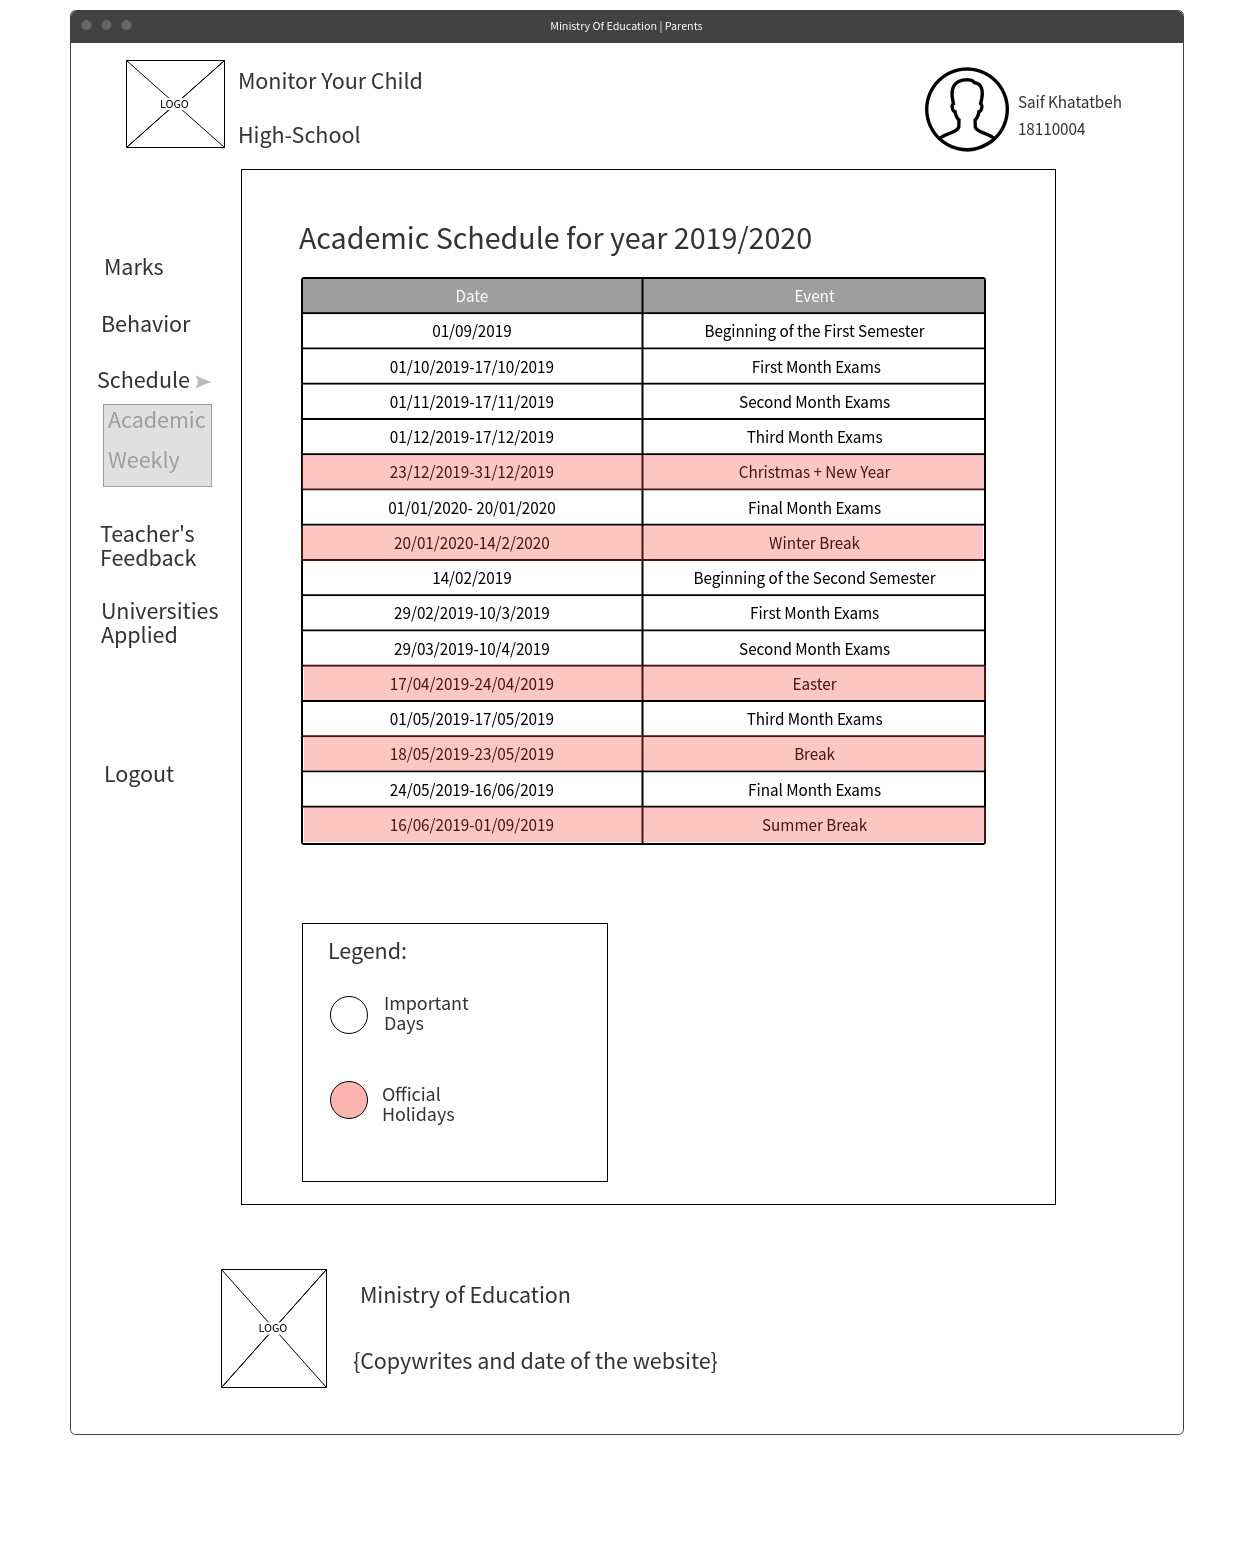 Ministry Of Education | Parents
LOGO
Monitor Your Child
High-School
Saif Khatatbeh
18110004
Marks
Behavior
Schedule
Academic
Weekly
Teacher's
Feedback
Universities
Applied
Logout
Academic Schedule for year 2019/2020
Date Event
01/09/2019 Beginning of the First Semester
01/10/2019-17/10/2019 First Month Exams
01/11/2019-17/11/2019 Second Month Exams
01/12/2019-17/12/2019 Third Month Exams
23/12/2019-31/12/2019 Christmas + New Year
01/01/2020- 20/01/2020 Final Month Exams
20/01/2020-14/2/2020 Winter Break
14/02/2019 Beginning of the Second Semester
29/02/2019-10/3/2019 First Month Exams
29/03/2019-10/4/2019 Second Month Exams
17/04/2019-24/04/2019 Easter
01/05/2019-17/05/2019 Third Month Exams
18/05/2019-23/05/2019 Break
24/05/2019-16/06/2019 Final Month Exams
16/06/2019-01/09/2019 Summer Break
Legend:
Important
Days
Official
Holidays
LOGO
Ministry of Education
{Copywrites and date of the website}